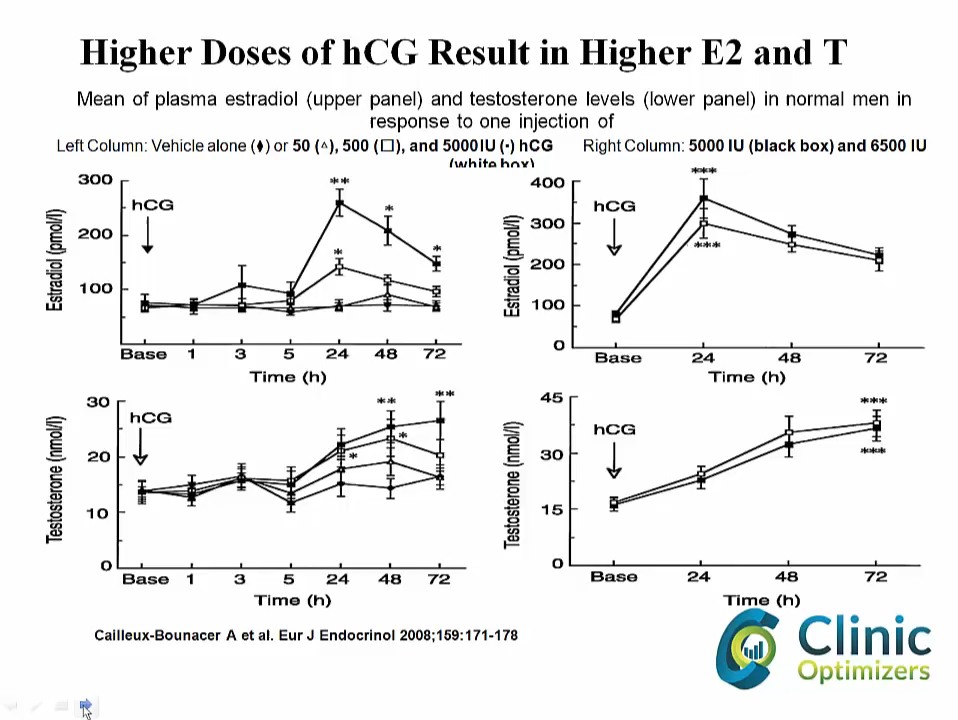 Higher Doses of hCG Result in Higher E2 and T
Mean of plasma estradiol (upper panel) and testosterone levels (lower panel) in normal men in
response to one injection of
Left Column: Vehicle alone (♦) or 50 (△), 500 (□), and 5000 IU (▪) hCG
Right Column: 5000 IU (black box) and 6500 IU
(white box)
300
200
100
Estradiol (pmol/l)
hCG
**
*
*
*
Base 1 3 5 24 48 72
Time (h)
400
300
200
100
0
Estradiol (pmol/l)
hCG
***
***
Base 24 48 72
Time (h)
30
20
10
0
Testosterone (nmol/l)
hCG
**
**
*
*
Base 1 3 5 24 48 72
Time (h)
45
30
15
0
Testosterone (nmol/l)
hCG
***
***
Base 24 48 72
Time (h)
Cailleux-Bounacer A et al. Eur J Endocrinol 2008;159:171-178
Clinic
Optimizers